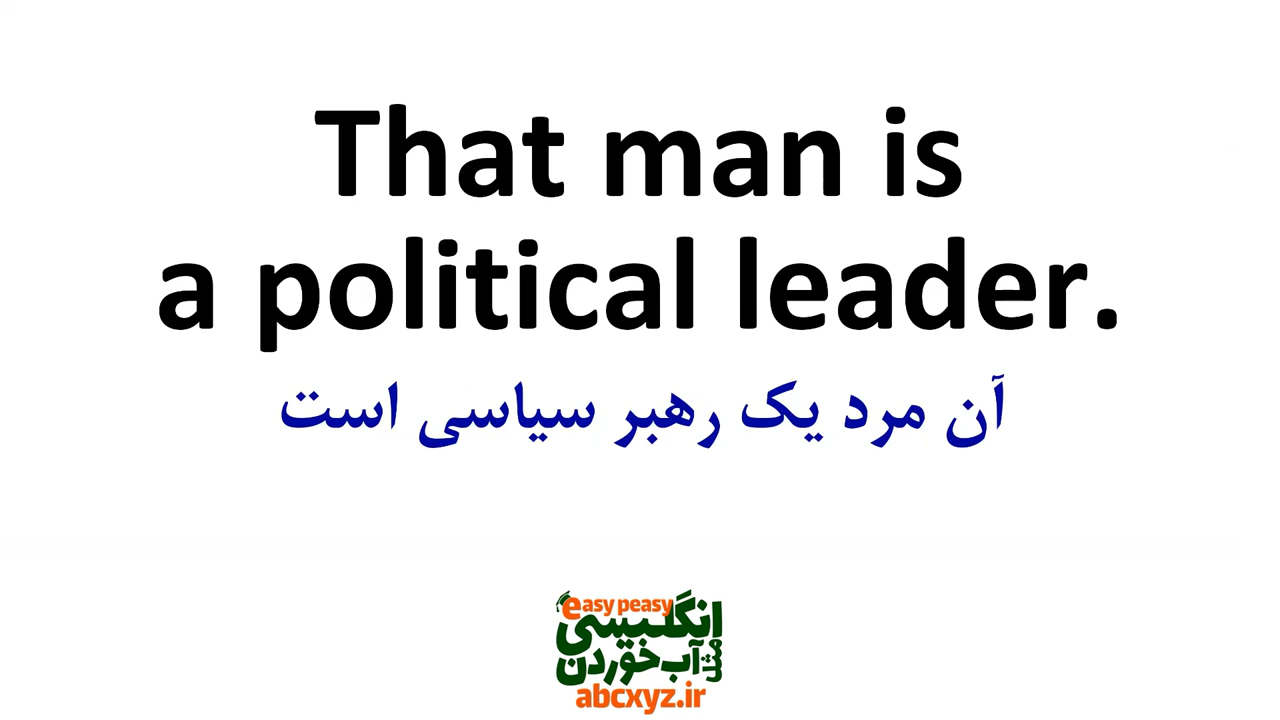 That man is
a political leader.
آن مرد یک رهبر سیاسی است
easy peasy
انگلیسی
مثل آب خوردن
abcxyz.ir